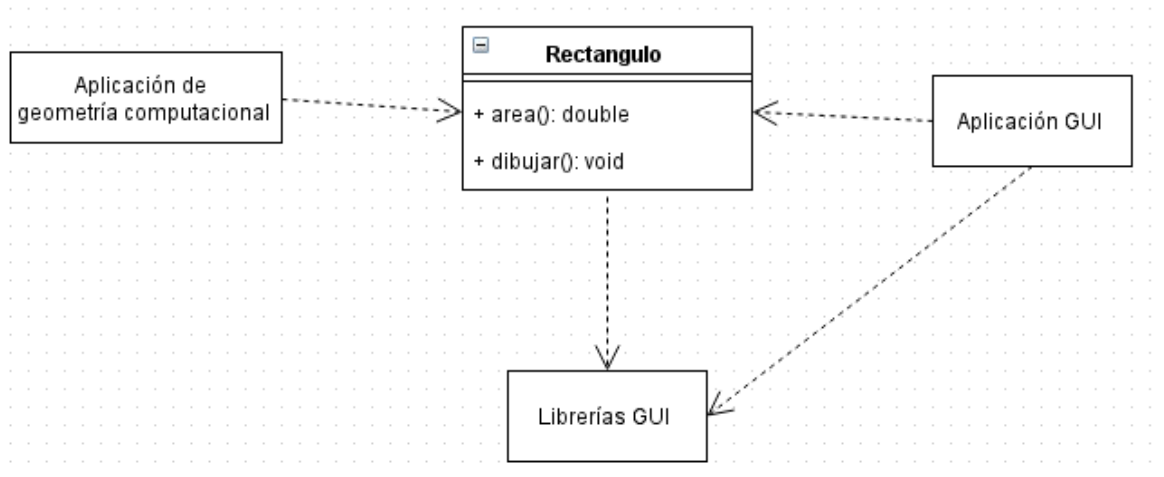 Aplicación de
geometría computacional
Rectangulo
+ area(): double
+ dibujar(): void
Aplicación GUI
Librerías GUI